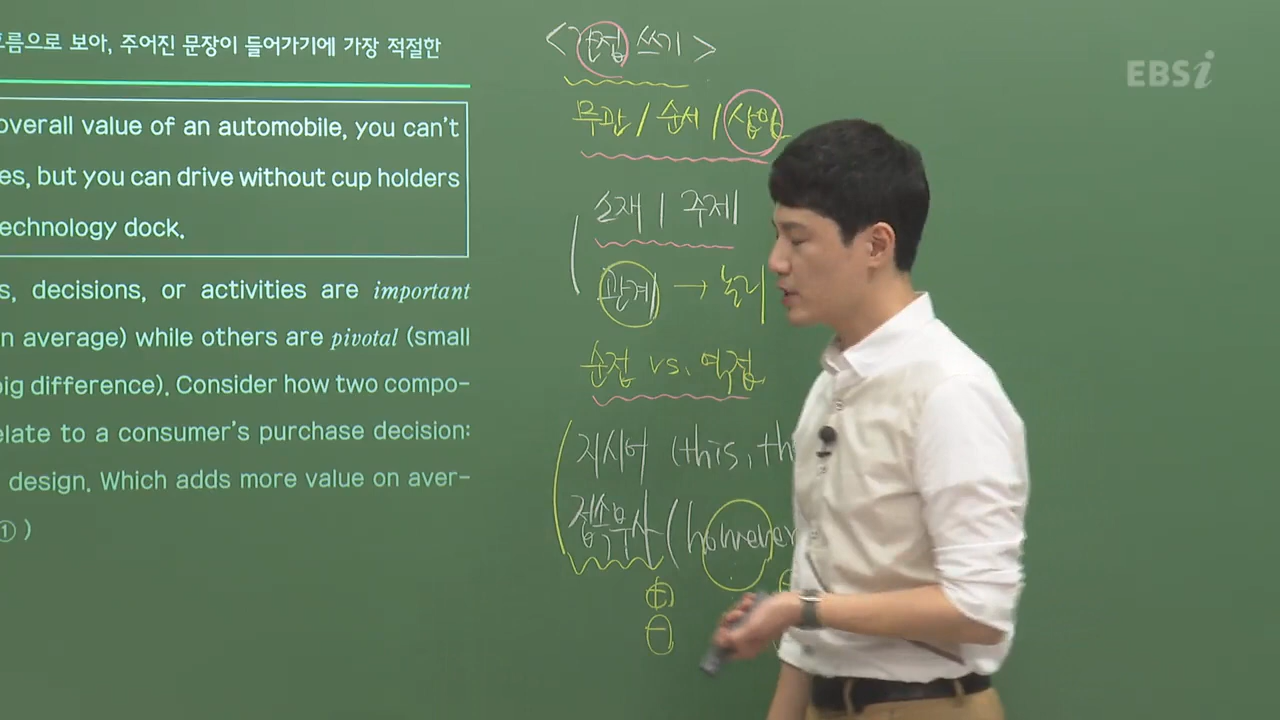 흐름으로 보아, 주어진 문장이 들어가기에 가장 적절한
overall value of an automobile, you can't
es, but you can drive without cup holders
echnology dock.
s, decisions, or activities are important
n average) while others are pivotal (small
big difference). Consider how two compo-
elate to a consumer's purchase decision:
design. Which adds more value on aver-
①)
<간접 쓰기>
무관 / 순서 / 삽입
소재 / 주제
관계 → 논리
순접 vs. 역접
지시어 (this, th
접속부사 (however
+
-
EBSi